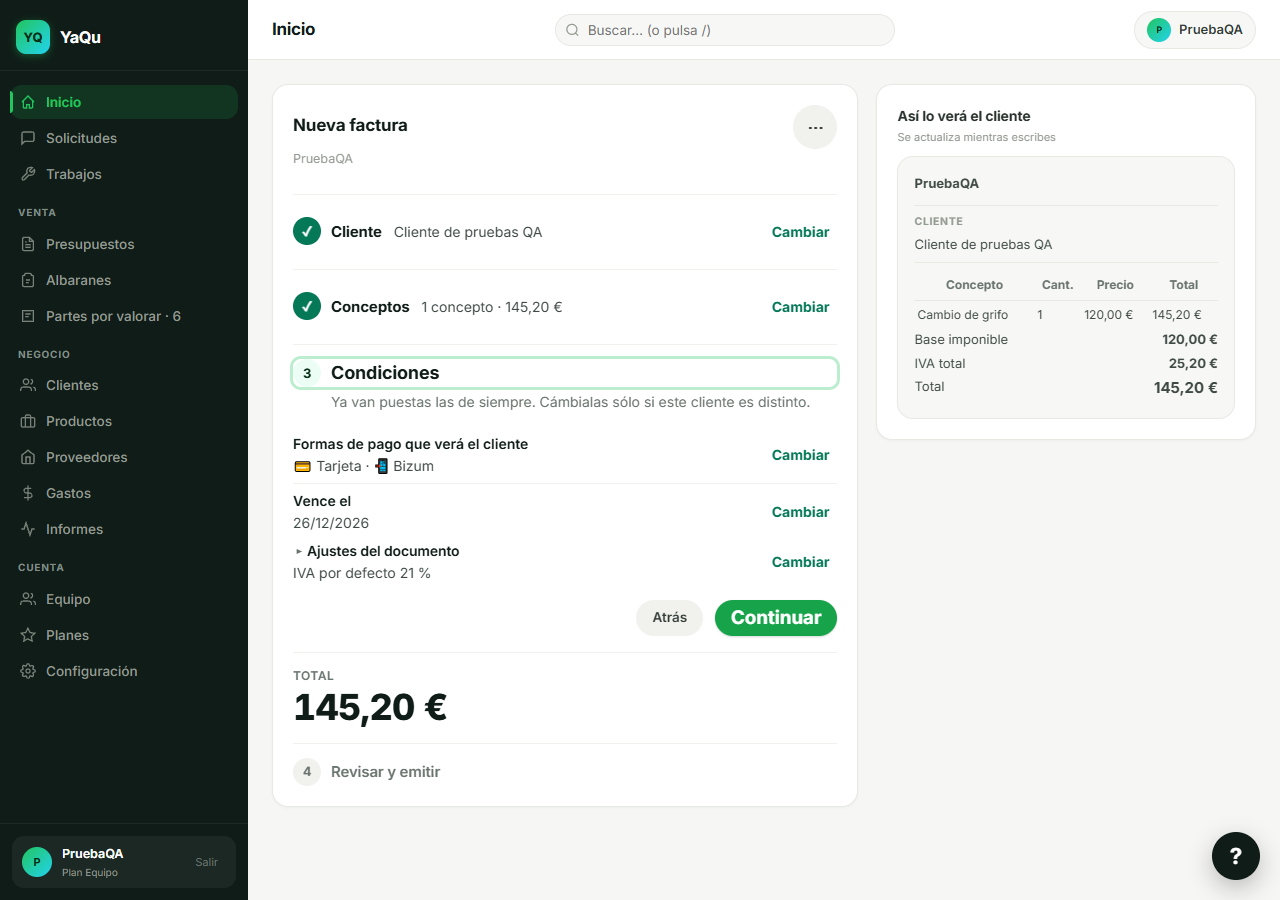 YQ YaQu
Inicio
Solicitudes
Trabajos
VENTA
Presupuestos
Albaranes
Partes por valorar · 6
NEGOCIO
Clientes
Productos
Proveedores
Gastos
Informes
CUENTA
Equipo
Planes
Configuración
P PruebaQA
Plan Equipo
Salir
Inicio
Buscar... (o pulsa /)
P PruebaQA
Nueva factura
...
PruebaQA
✓ Cliente Cliente de pruebas QA Cambiar
✓ Conceptos 1 concepto · 145,20 € Cambiar
3 Condiciones
Ya van puestas las de siempre. Cámbialas sólo si este cliente es distinto.
Formas de pago que verá el cliente
💳 Tarjeta · 📲 Bizum
Cambiar
Vence el
26/12/2026
Cambiar
▸ Ajustes del documento
IVA por defecto 21 %
Cambiar
Atrás Continuar
TOTAL
145,20 €
4 Revisar y emitir
Así lo verá el cliente
Se actualiza mientras escribes
PruebaQA
CLIENTE
Cliente de pruebas QA
Concepto Cant. Precio Total
Cambio de grifo 1 120,00 € 145,20 €
Base imponible 120,00 €
IVA total 25,20 €
Total 145,20 €
?